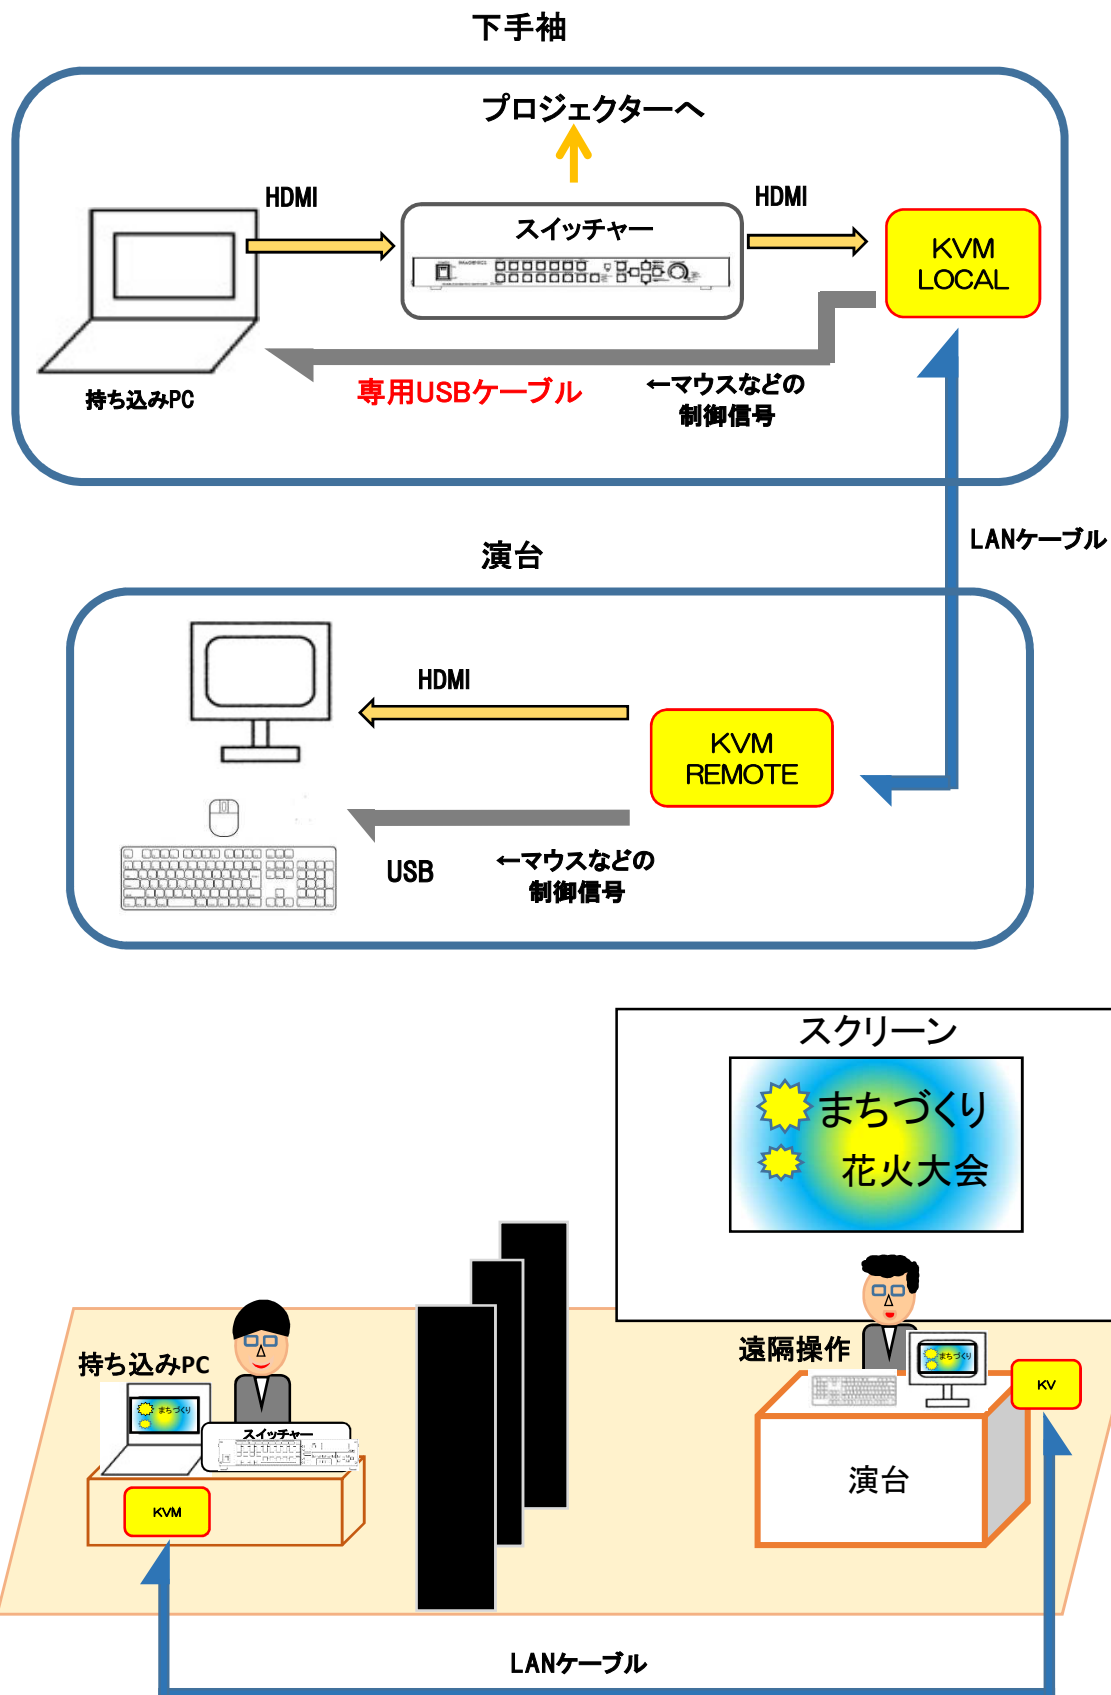 下手袖
プロジェクターへ
HDMI
HDMI
スイッチャー
KVM
LOCAL
持ち込みPC
専用USBケーブル
←マウスなどの
制御信号
LANケーブル
演台
HDMI
KVM
REMOTE
USB
←マウスなどの
制御信号
スクリーン
まちづくり
花火大会
遠隔操作
持ち込みPC
まちづくり
まちづくり
KV
スイッチャー
演台
KVM
LANケーブル